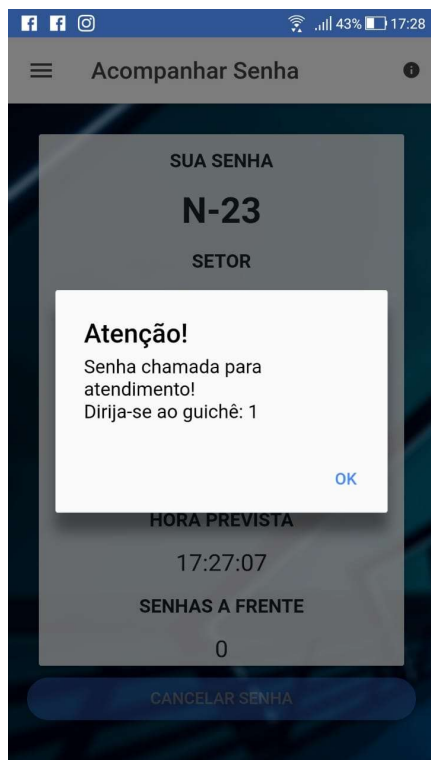 43% 17:28
Acompanhar Senha
SUA SENHA
N-23
SETOR
Atenção!
Senha chamada para
atendimento!
Dirija-se ao guichê: 1
OK
HORA PREVISTA
17:27:07
SENHAS A FRENTE
0
CANCELAR SENHA